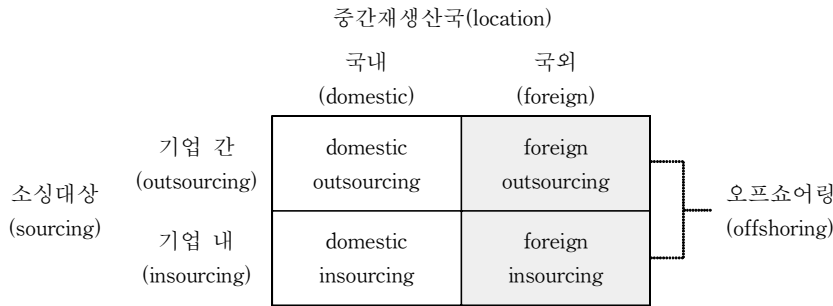 중간재생산국(location)
국내 국외
(domestic) (foreign)
기업 간 domestic foreign
(outsourcing) outsourcing outsourcing
소싱대상 오프쇼어링
(sourcing) (offshoring)
기업 내 domestic foreign
(insourcing) insourcing insourcing